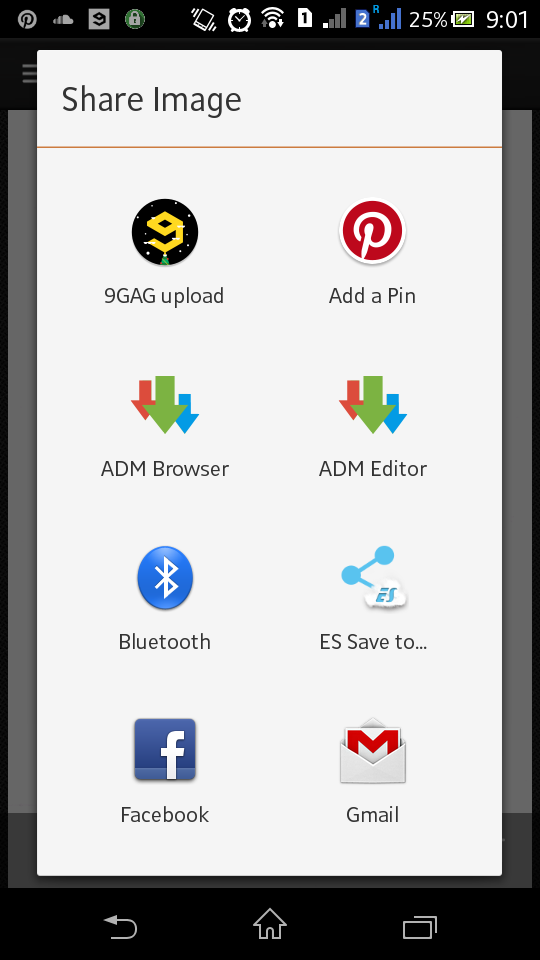 1 2 R 25% 9:01
Share Image
9GAG upload
Add a Pin
ADM Browser
ADM Editor
ES
Bluetooth
ES Save to...
Facebook
Gmail